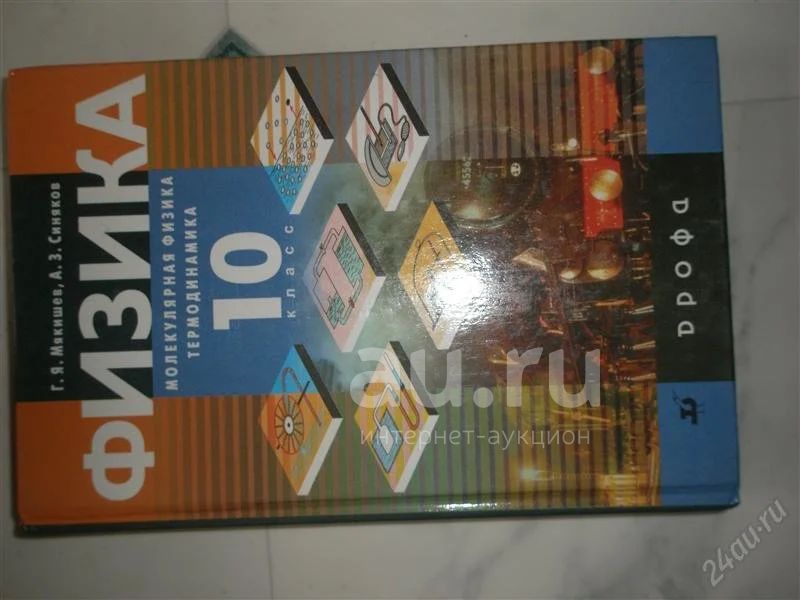 Г. Я. Мякишев, А. З. Синяков
ФИЗИКА
МОЛЕКУЛЯРНАЯ ФИЗИКА
ТЕРМОДИНАМИКА
10
класс
дрофа
au.ru
интернет-аукцион
24au.ru